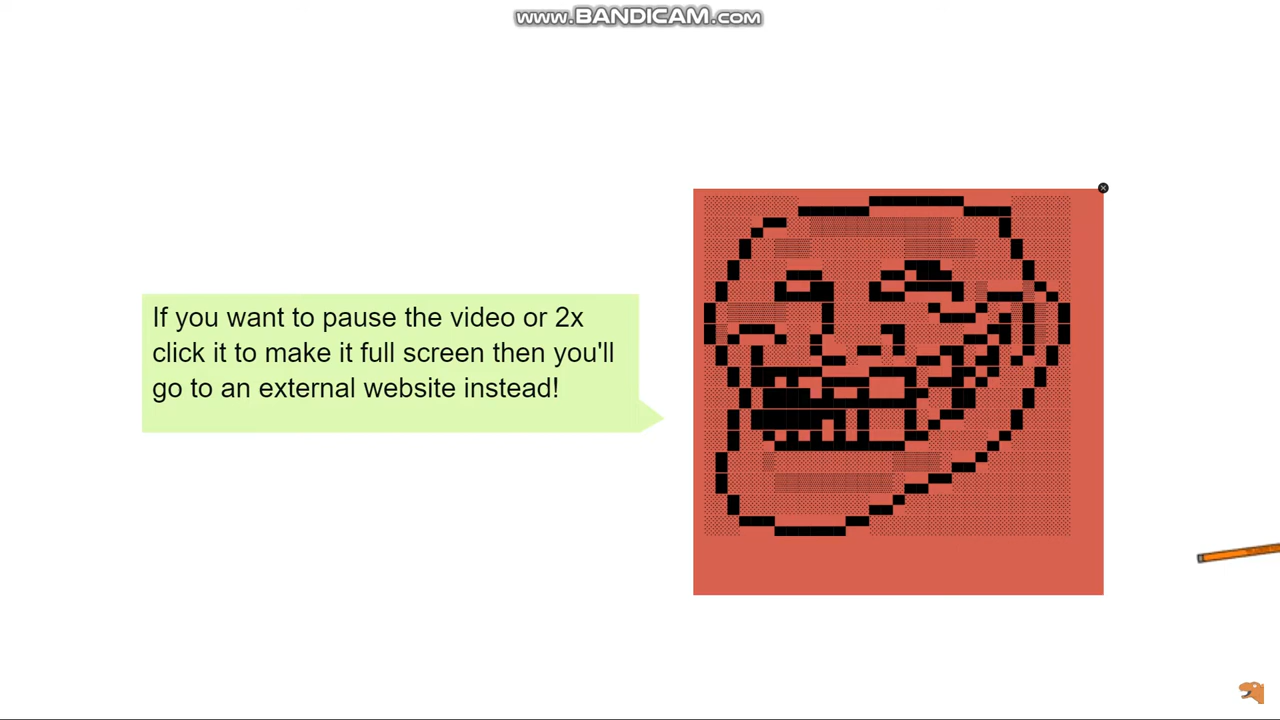 www.BANDICAM.com
If you want to pause the video or 2x
click it to make it full screen then you'll
go to an external website instead!